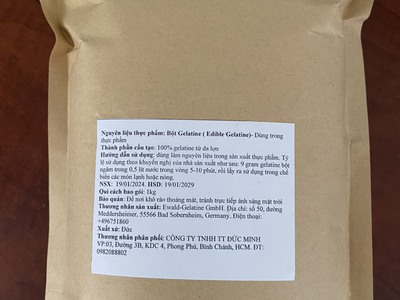 Nguyên liệu thực phẩm: Bột Gelatine ( Edible Gelatine)- Dùng trong
thực phẩm
Thành phần cấu tạo: 100% gelatine từ da lợn
Hướng dẫn sử dụng: dùng làm nguyên liệu trong sản xuất thực phẩm. Tỷ
lệ sử dụng theo khuyến nghị của nhà sản xuất như sau: 9 gram gelatine bột
ngâm trong 0,5 lít nước trong vòng 5-10 phút, rồi lấy ra sử dụng trong chế
biến các món lạnh hoặc nóng.
NSX: 19/01/2024. HSD: 19/01/2029
Qui cách bao gói: 1kg
Bảo quản: Để nơi khô ráo thoáng mát, tránh trực tiếp ánh sáng mặt trời
Thương nhân sản xuất: Ewald-Gelatine GmbH. Địa chỉ: số 50, đường
Meddersheimer, 55566 Bad Sobernheim, Germany. Điện thoại:
+496751860
Xuất xứ: Đức
Thương nhân phân phối: CÔNG TY TNHH TT ĐỨC MINH
VP:03, Đường 3B, KDC 4, Phong Phú, Bình Chánh, HCM. ĐT:
0982088802